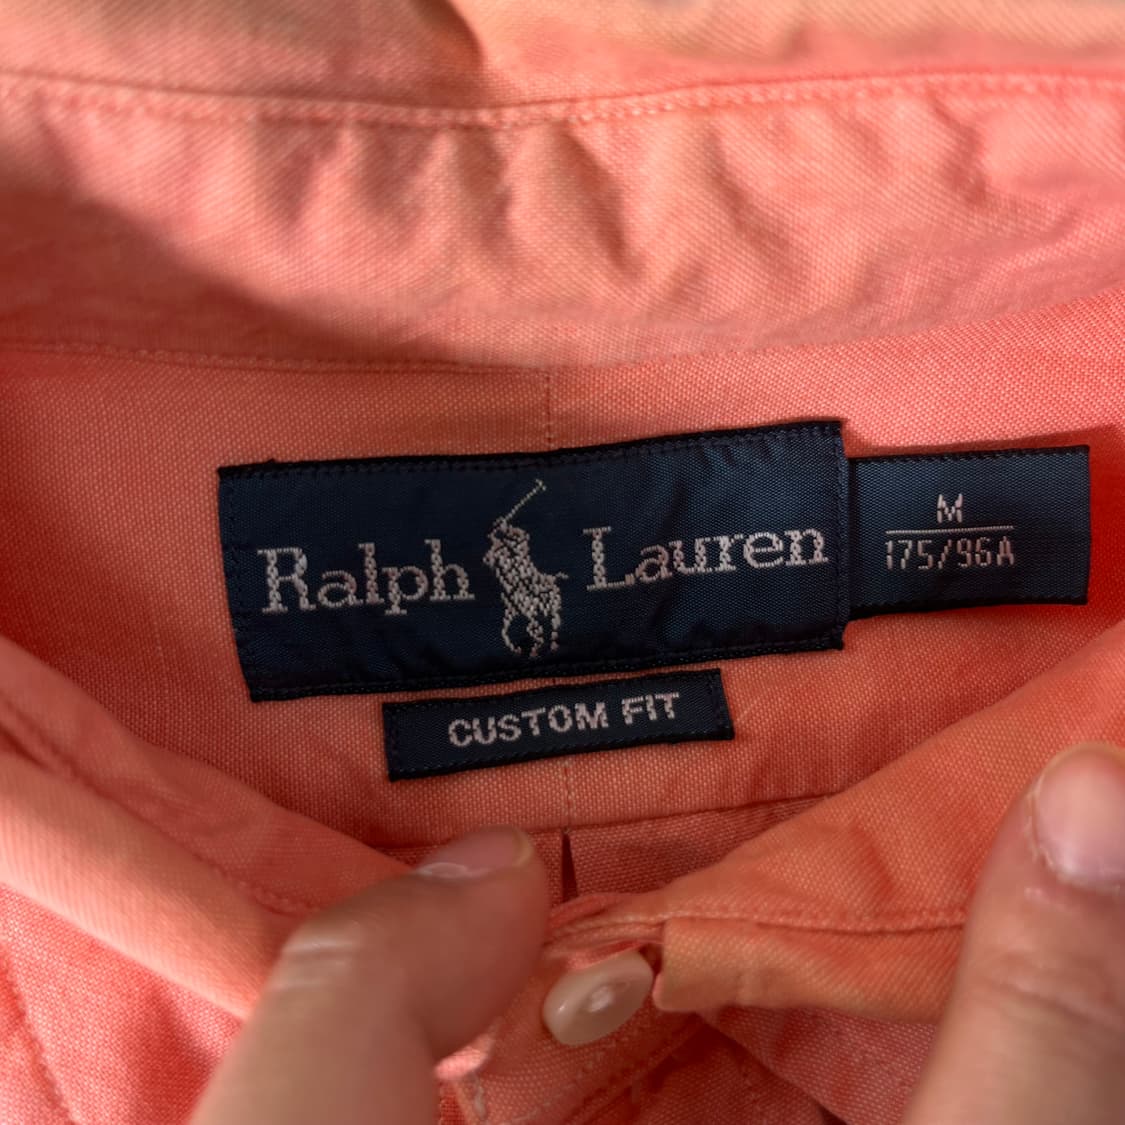 Ralph Lauren
M
175/96A
CUSTOM FIT